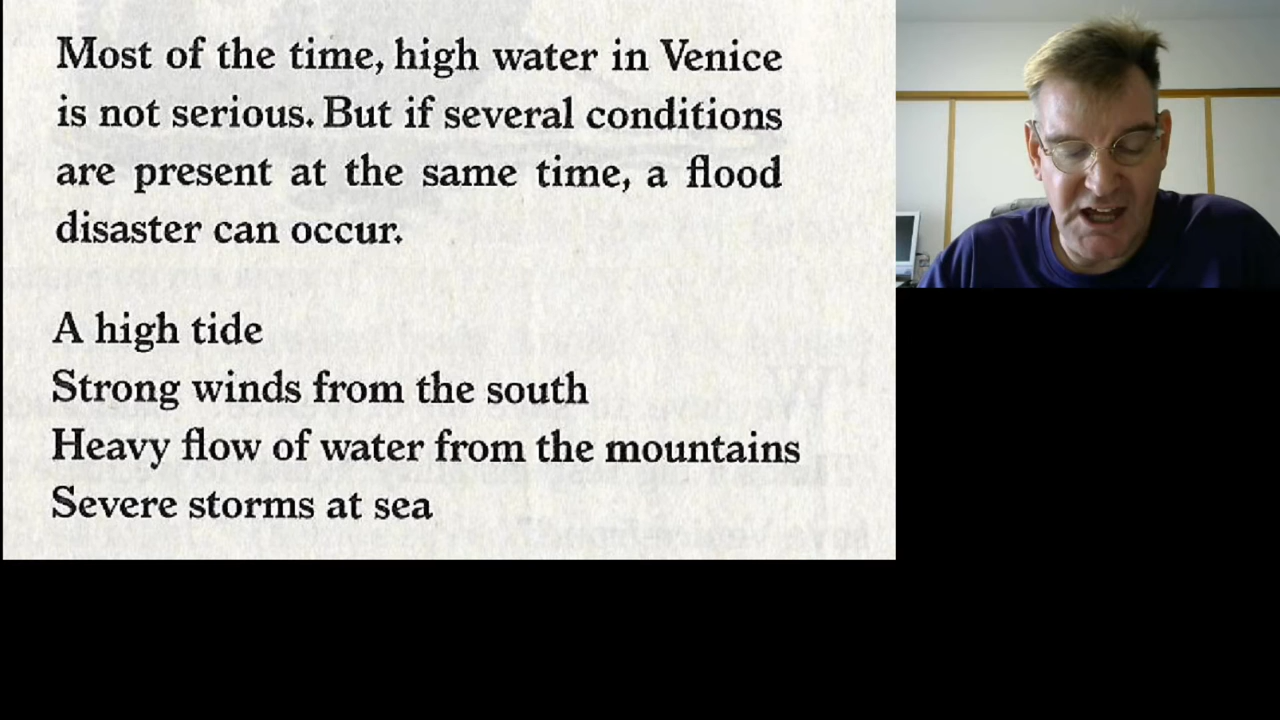 Most of the time, high water in Venice
is not serious. But if several conditions
are present at the same time, a flood
disaster can occur.
A high tide
Strong winds from the south
Heavy flow of water from the mountains
Severe storms at sea